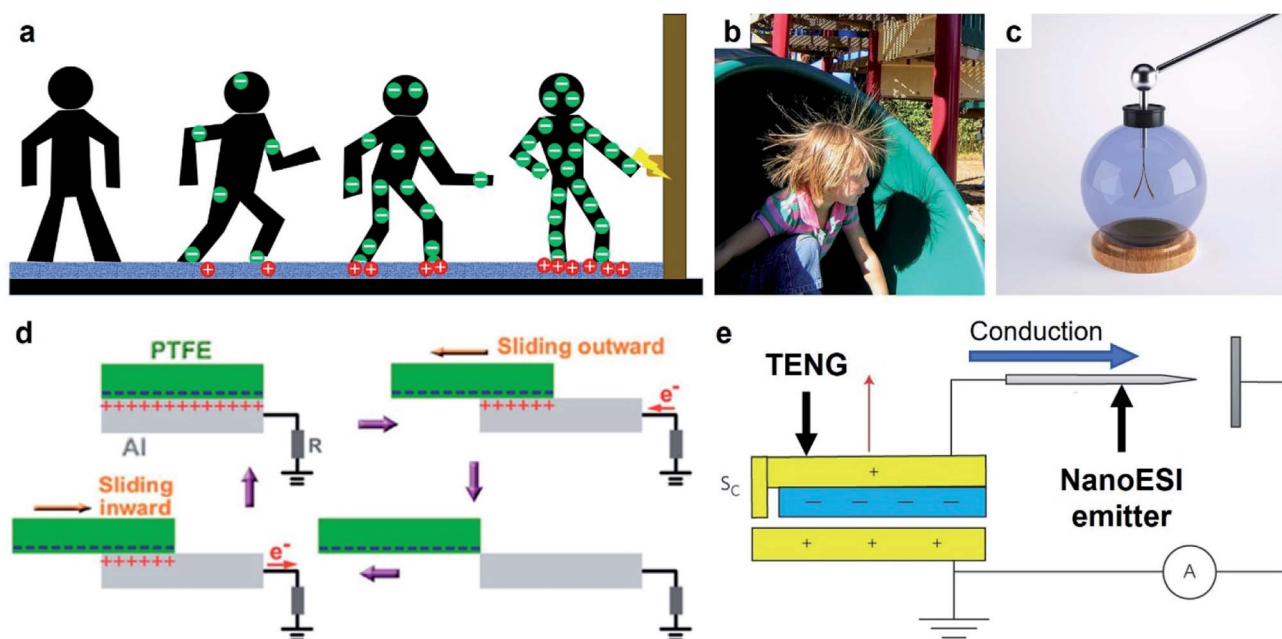 a
b
c
d
PTFE
Sliding outward
e-
Al
R
Sliding
inward
e-
e
Conduction
TENG
SC
NanoESI
emitter
A